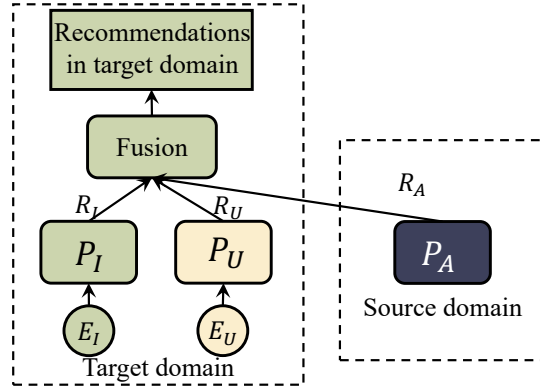 Recommendations
in target domain
Fusion
R_I
R_U
R_A
P_I
P_U
P_A
E_I
E_U
Source domain
Target domain